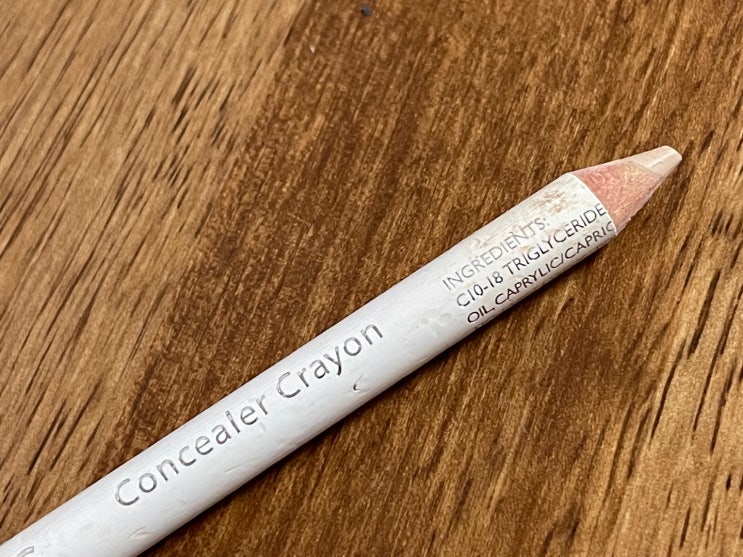 Concealer Crayon
INGREDIENTS:
C10-18 TRIGLYCERIDE
OIL, CAPRYLIC/CAPRIC